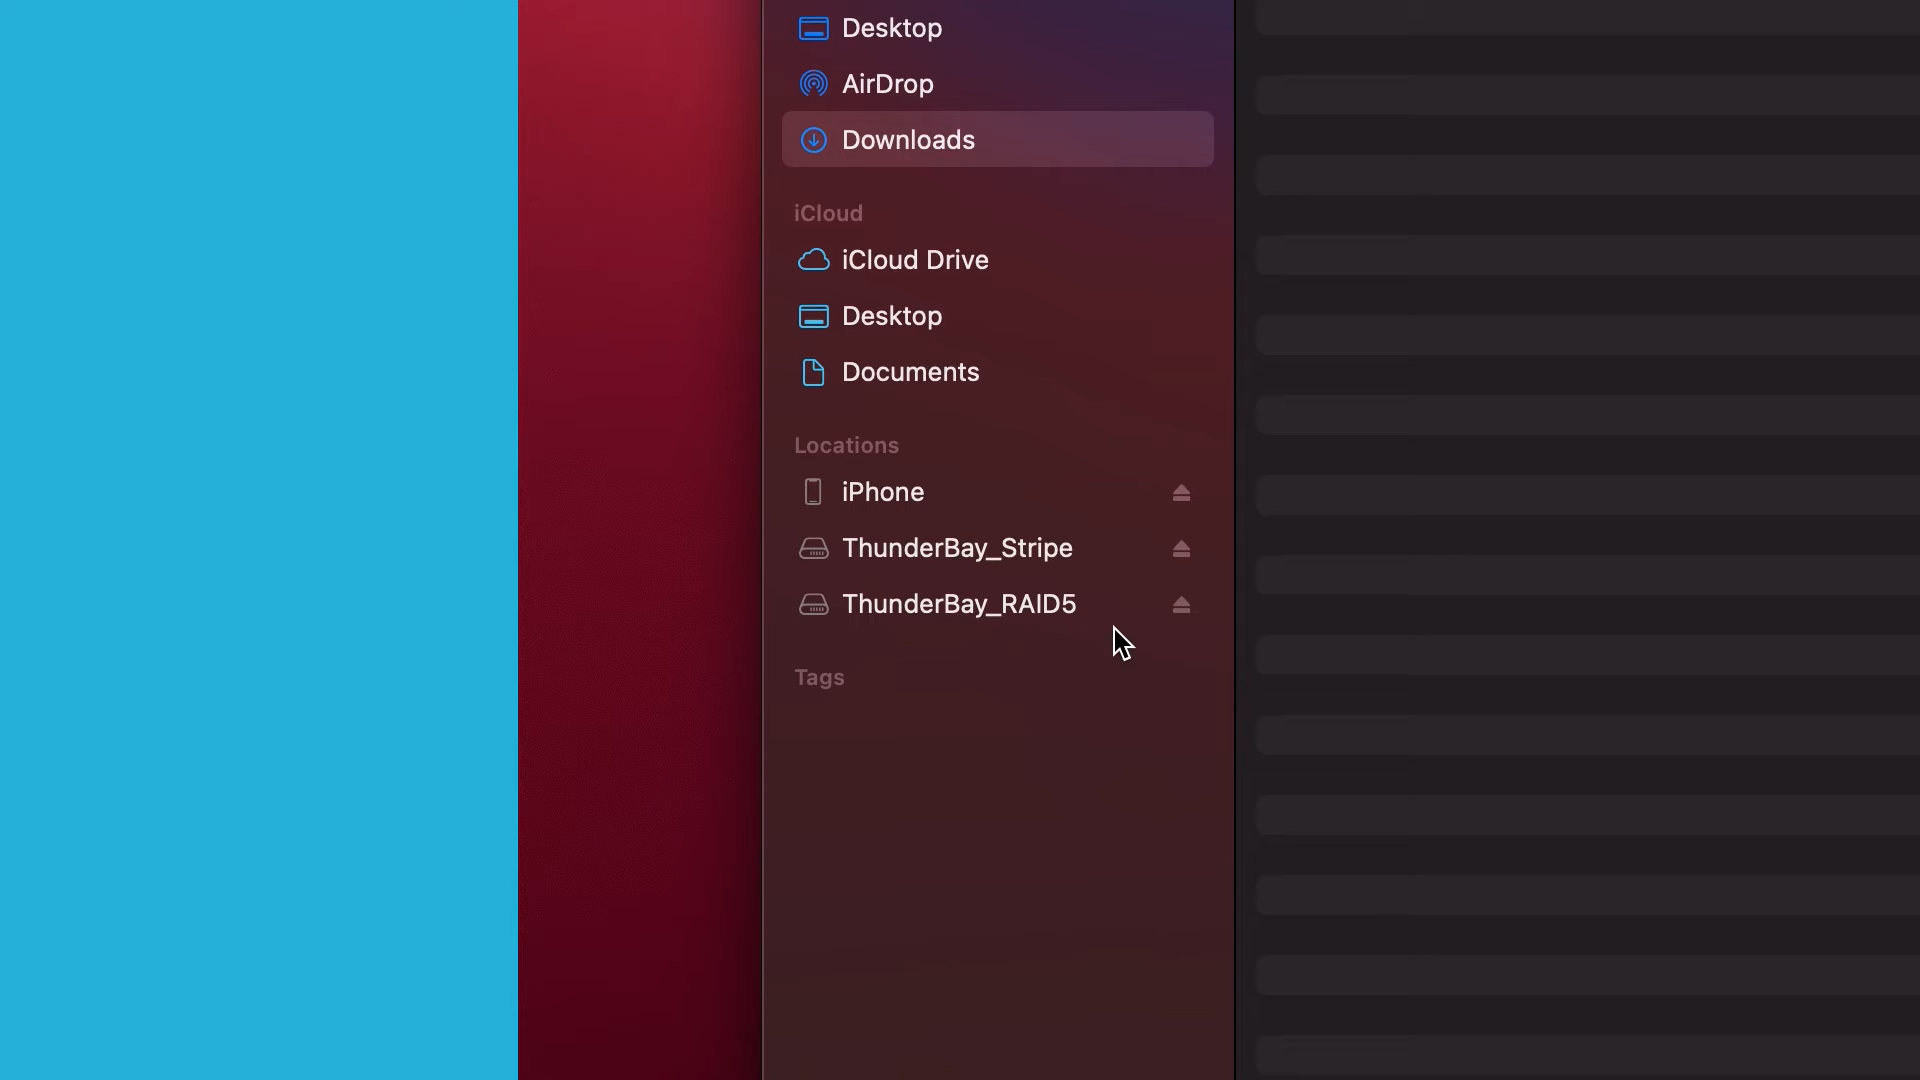 Desktop
AirDrop
Downloads
iCloud
iCloud Drive
Desktop
Documents
Locations
iPhone
ThunderBay_Stripe
ThunderBay_RAID5
Tags